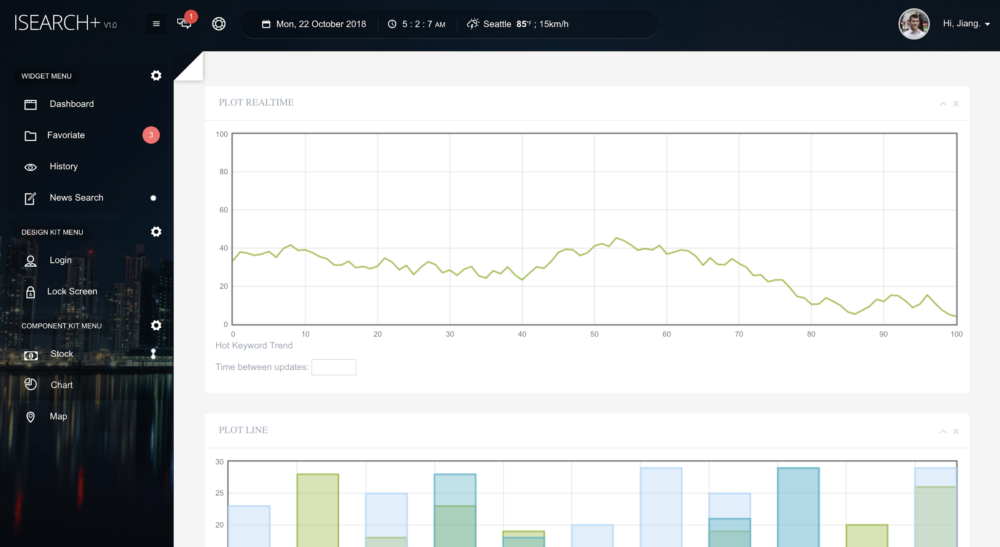 ISEARCH+ V1.0
1
Mon, 22 October 2018
5 : 2 : 7 AM
Seattle 85°F ; 15km/h
Hi, Jiang.
WIDGET MENU
Dashboard
Favoriate
3
History
News Search
DESIGN KIT MENU
Login
Lock Screen
COMPONENT KIT MENU
Stock
Chart
Map
PLOT REALTIME
100
80
60
40
20
0
0 10 20 30 40 50 60 70 80 90 100
Hot Keyword Trend
Time between updates:
PLOT LINE
30
25
20